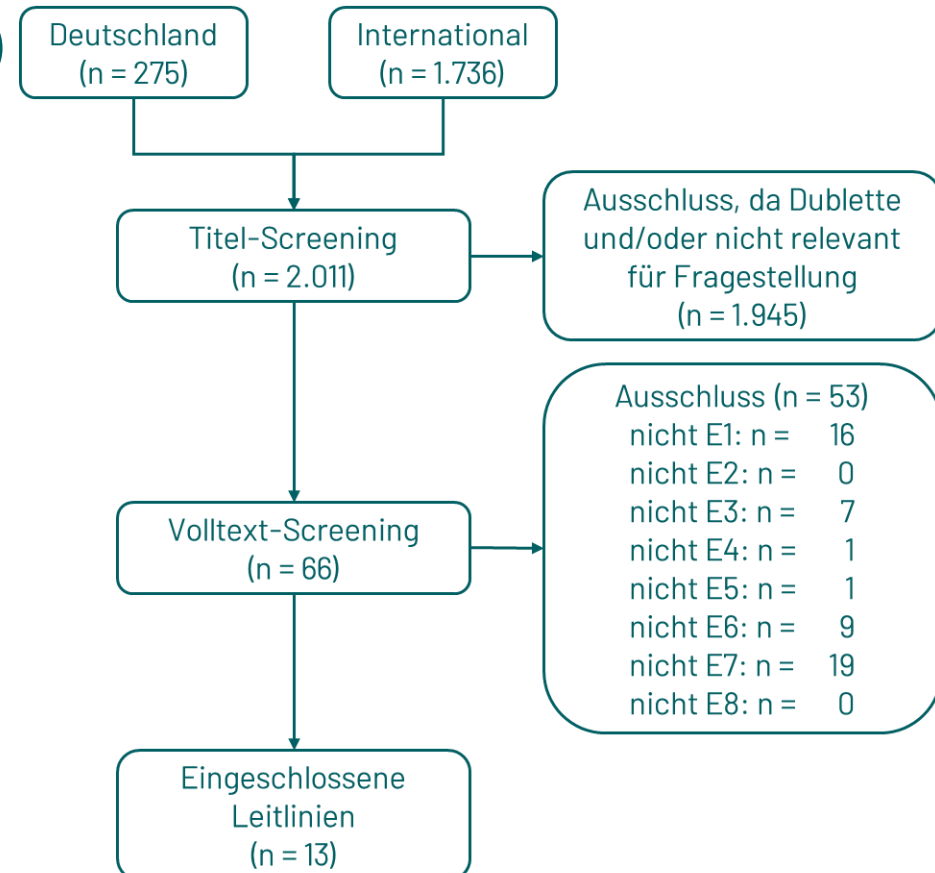 Deutschland
(n = 275)
International
(n = 1.736)
Titel-Screening
(n = 2.011)
Ausschluss, da Dublette
und/oder nicht relevant
für Fragestellung
(n = 1.945)
Volltext-Screening
(n = 66)
Ausschluss (n = 53)
nicht E1: n = 16
nicht E2: n = 0
nicht E3: n = 7
nicht E4: n = 1
nicht E5: n = 1
nicht E6: n = 9
nicht E7: n = 19
nicht E8: n = 0
Eingeschlossene
Leitlinien
(n = 13)